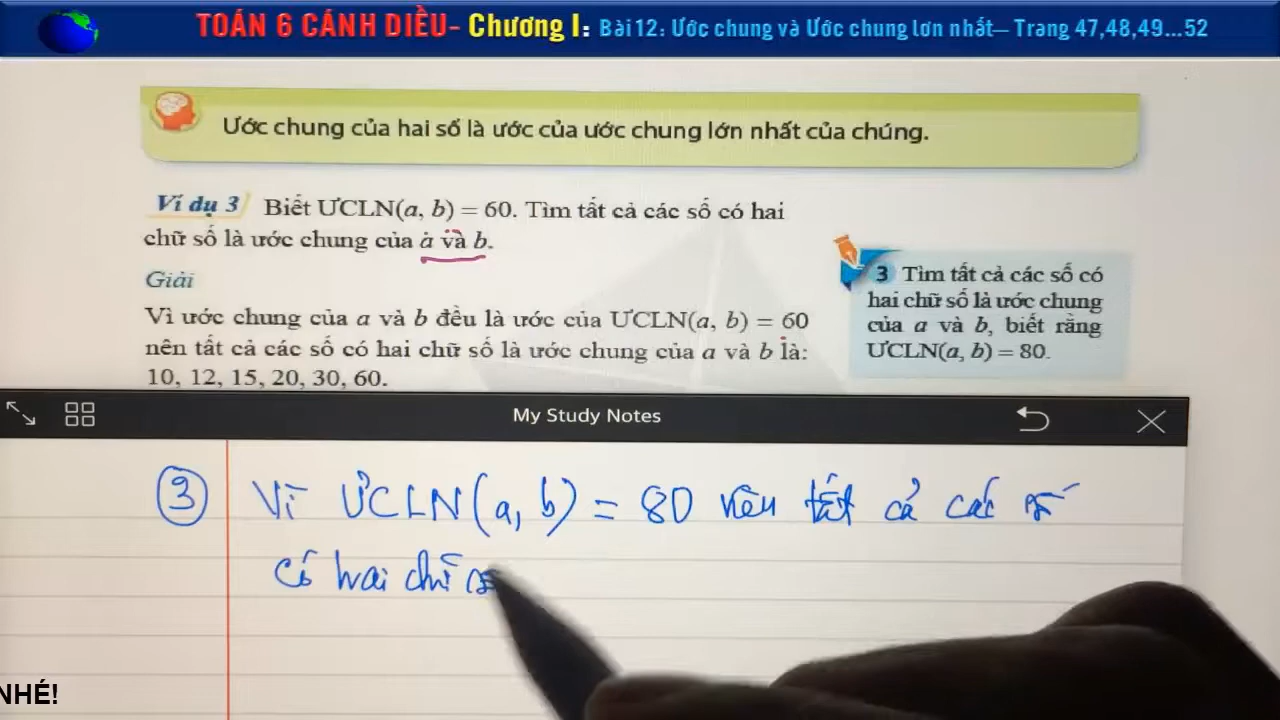 TOÁN 6 CÁNH DIỀU- Chương I: Bài 12: Ước chung và Ước chung lơn nhất– Trang 47,48,49...52
Ước chung của hai số là ước của ước chung lớn nhất của chúng.
Ví dụ 3 Biết ƯCLN(a, b) = 60. Tìm tất cả các số có hai
chữ số là ước chung của a và b.
Giải
Vì ước chung của a và b đều là ước của ƯCLN(a, b) = 60
nên tất cả các số có hai chữ số là ước chung của a và b là:
10, 12, 15, 20, 30, 60.
3 Tìm tất cả các số có
hai chữ số là ước chung
của a và b, biết rằng
ƯCLN(a, b) = 80.
My Study Notes
3 Vì ƯCLN(a, b) = 80 nên tất cả các số
có hai chữ số
NHÉ!